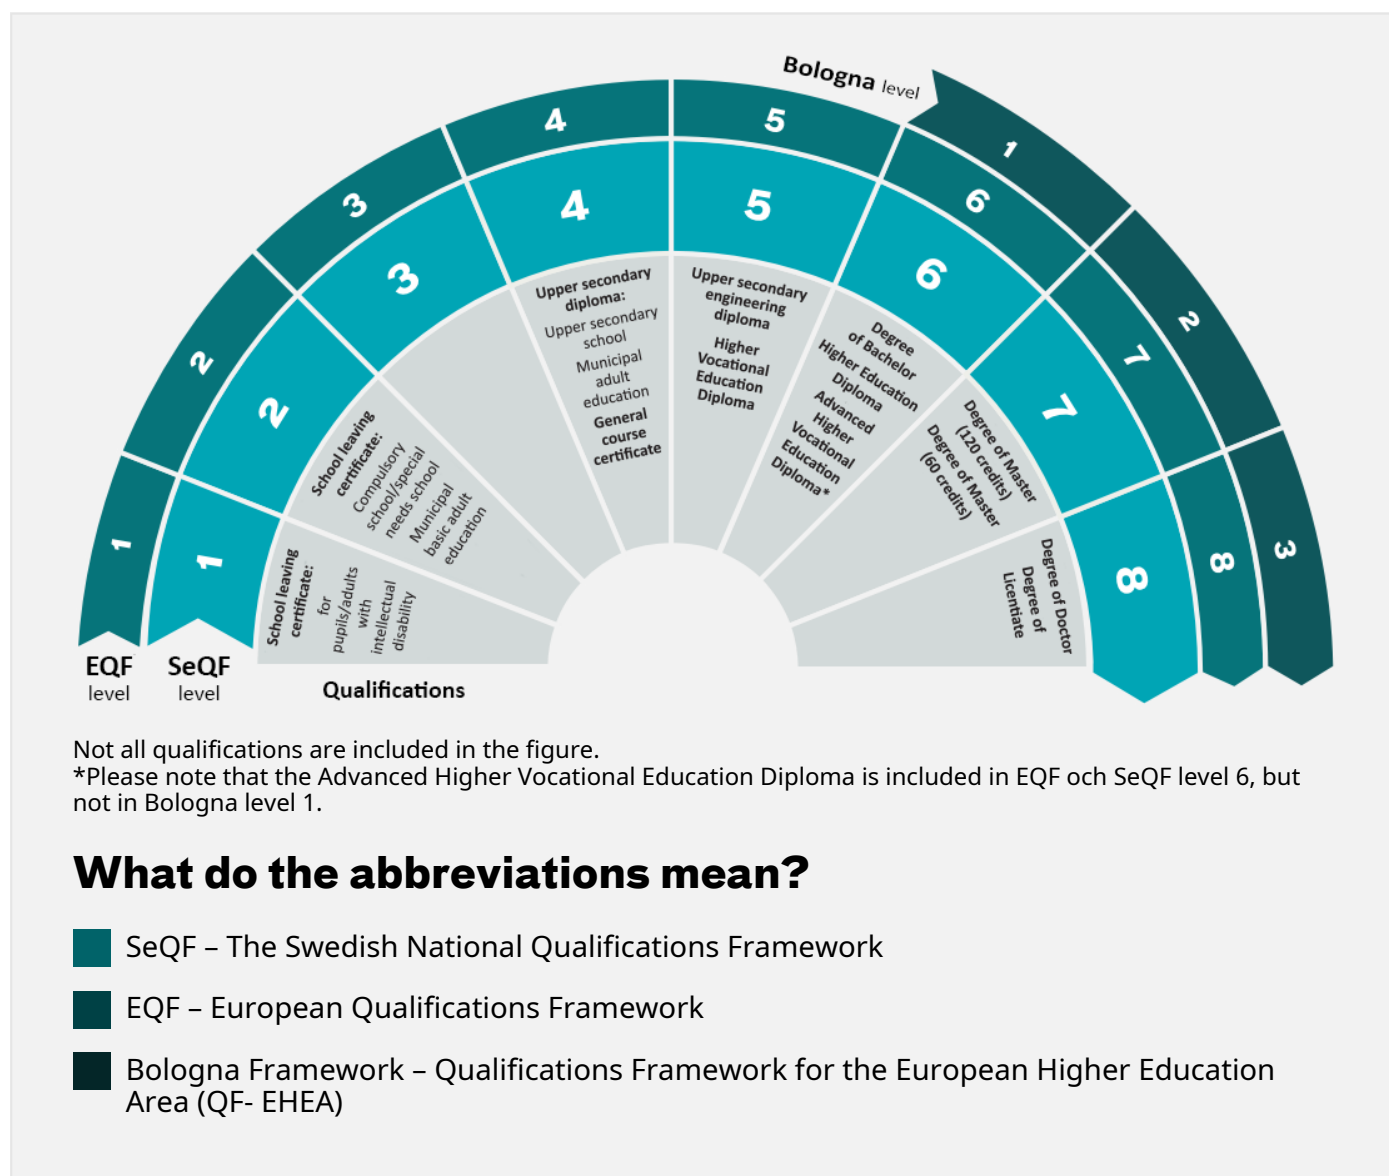 Bologna level
1
2
3
1
2
3
4
5
6
7
8
1
2
3
4
5
6
7
8
School leaving
certificate:
for
pupils/adults
with
intellectual
disability
School leaving
certificate:
Compulsory
school/special
needs school
Municipal
basic adult
education
Upper secondary
diploma:
Upper secondary
school
Municipal
adult
education
General
course
certificate
Upper secondary
engineering
diploma
Higher
Vocational
Education
Diploma
Degree
of Bachelor
Higher Education
Diploma
Advanced
Higher
Vocational
Education
Diploma*
Degree of Master
(120 credits)
Degree of Master
(60 credits)
Degree of Doctor
Degree of
Licentiate
EQF
level
SeQF
level
Qualifications
Not all qualifications are included in the figure.
*Please note that the Advanced Higher Vocational Education Diploma is included in EQF och SeQF level 6, but
not in Bologna level 1.
What do the abbreviations mean?
SeQF – The Swedish National Qualifications Framework
EQF – European Qualifications Framework
Bologna Framework – Qualifications Framework for the European Higher Education
Area (QF- EHEA)